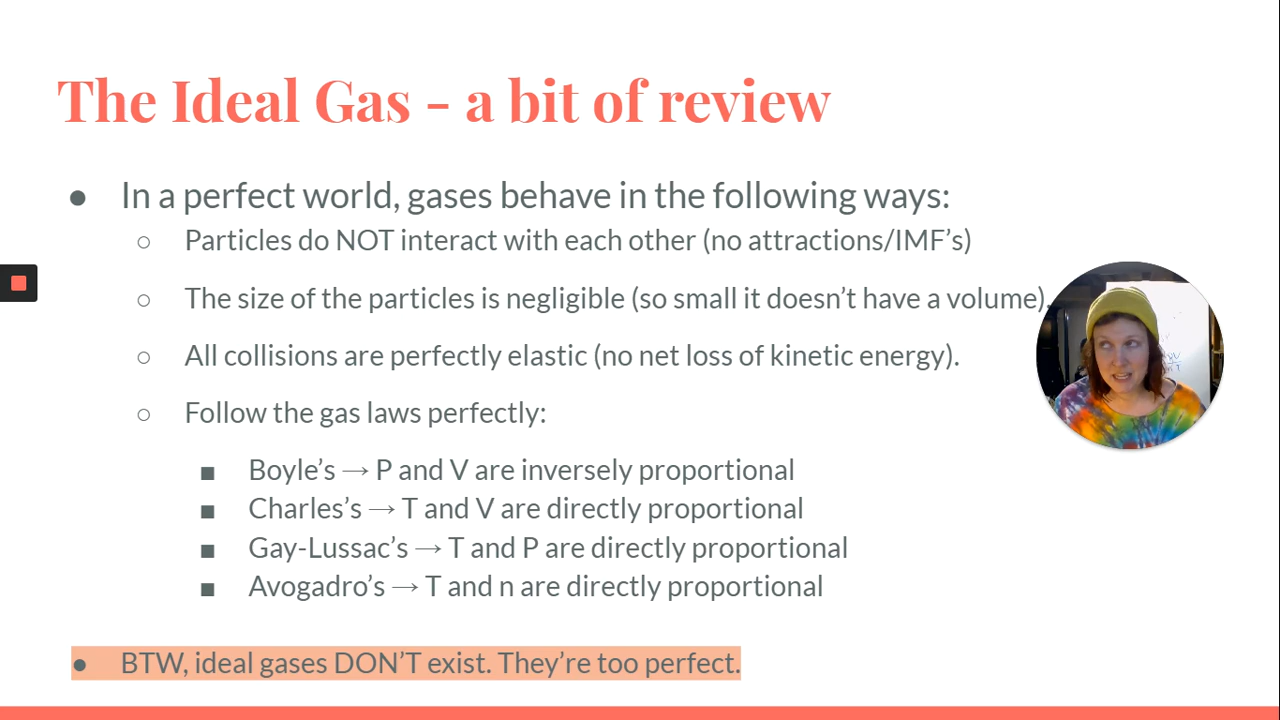 The Ideal Gas - a bit of review
● In a perfect world, gases behave in the following ways:
○ Particles do NOT interact with each other (no attractions/IMF’s)
○ The size of the particles is negligible (so small it doesn’t have a volume).
○ All collisions are perfectly elastic (no net loss of kinetic energy).
○ Follow the gas laws perfectly:
■ Boyle’s → P and V are inversely proportional
■ Charles’s → T and V are directly proportional
■ Gay-Lussac’s → T and P are directly proportional
■ Avogadro’s → T and n are directly proportional
● BTW, ideal gases DON’T exist. They’re too perfect.